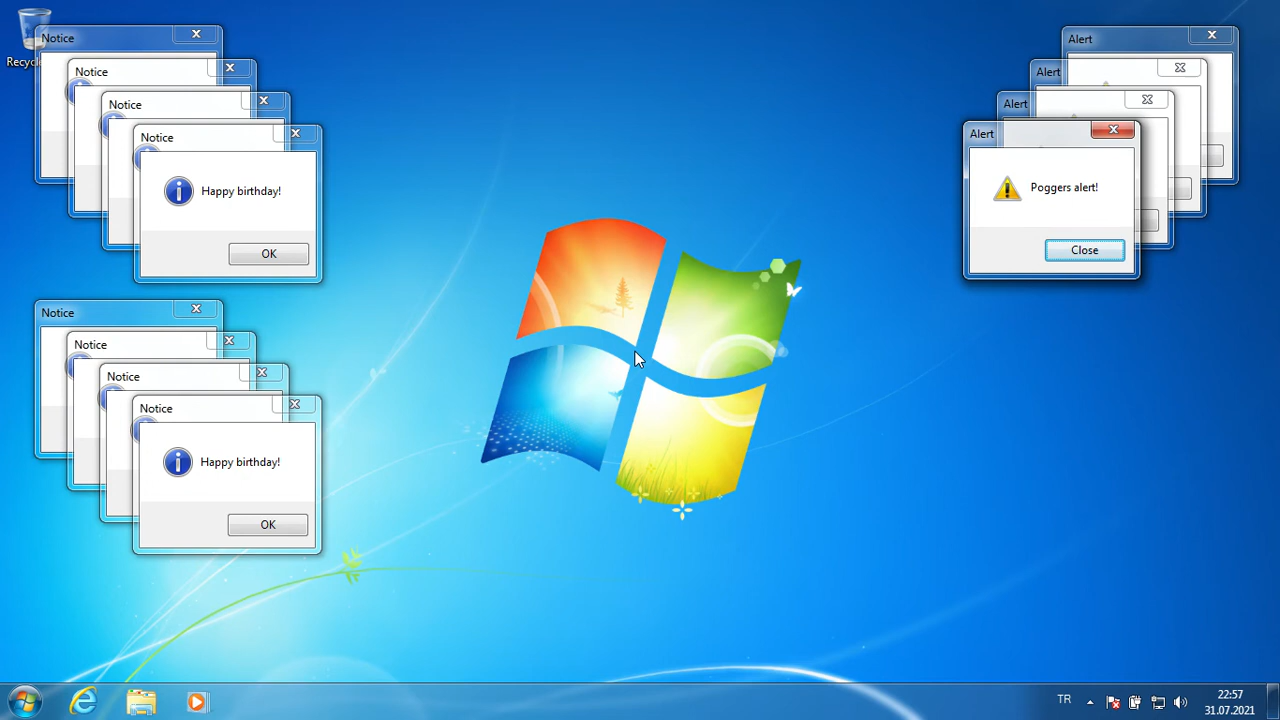 Recycle
Notice
Notice
Notice
Notice
Happy birthday!
OK
Notice
Notice
Notice
Notice
Happy birthday!
OK
Alert
Alert
Alert
Alert
Poggers alert!
Close
TR
22:57
31.07.2021